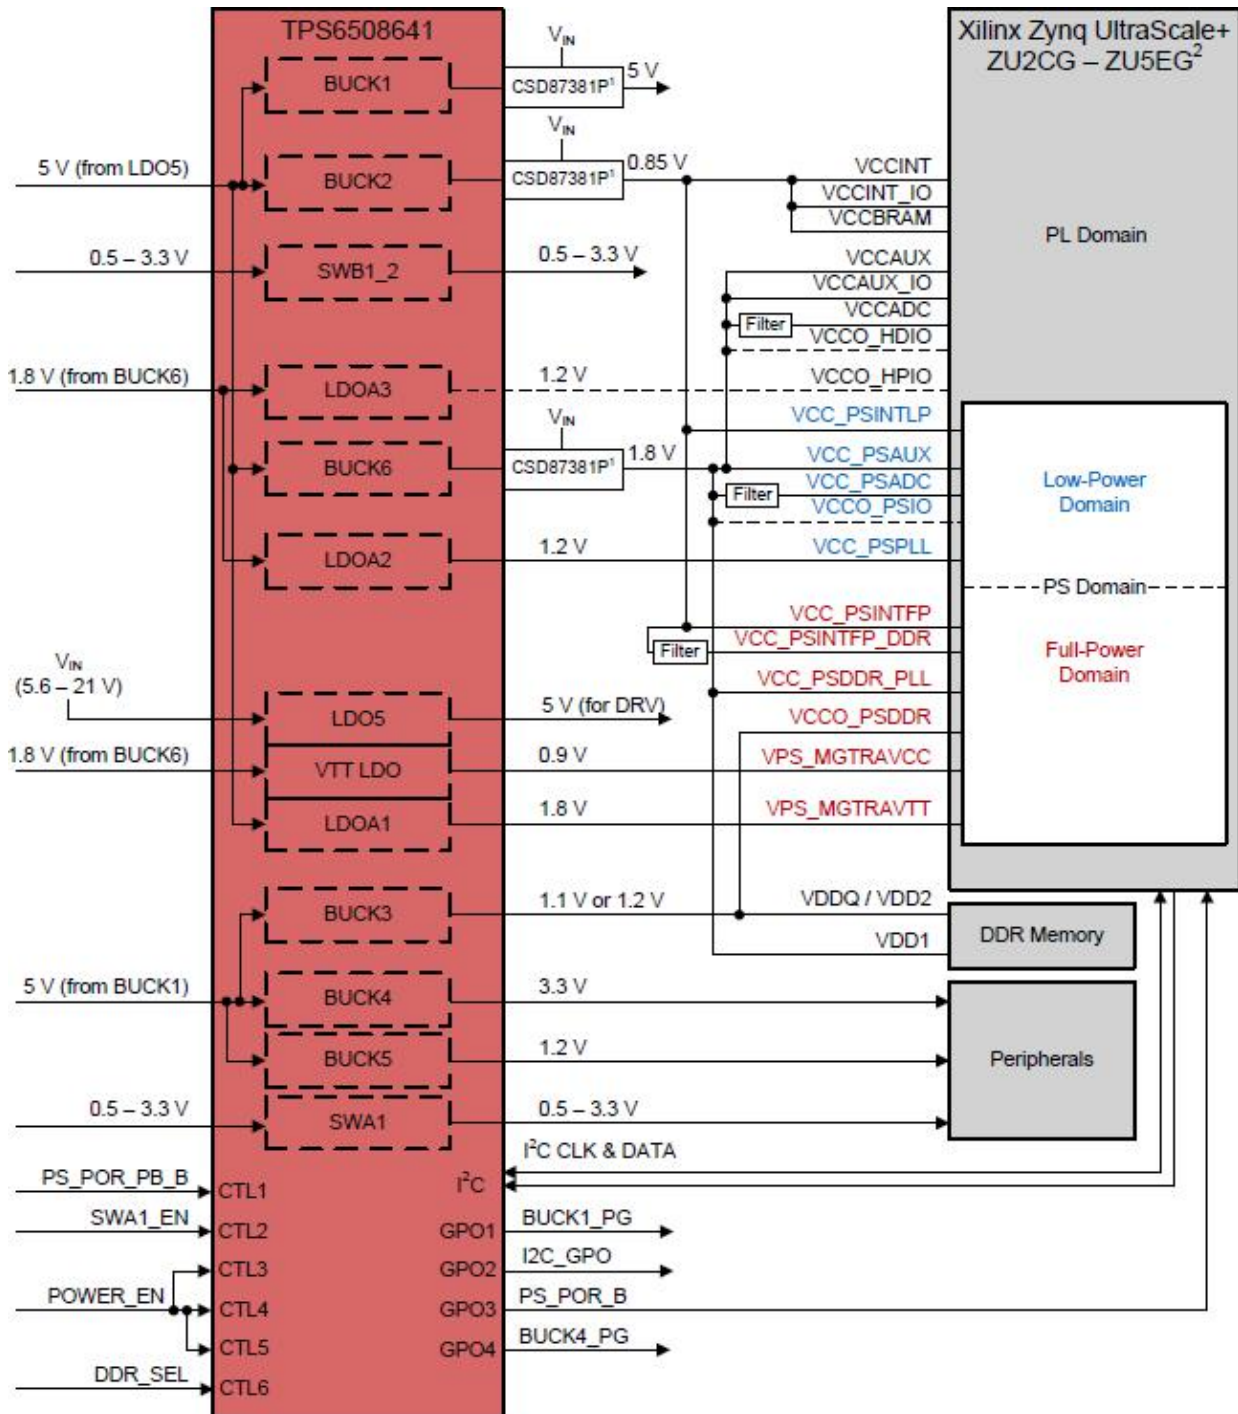 TPS6508641
Xilinx Zynq UltraScale+
ZU2CG – ZU5EG²
V_IN
BUCK1
CSD87381P¹
5 V
V_IN
5 V (from LDO5)
BUCK2
CSD87381P¹
0.85 V
VCCINT
VCCINT_IO
VCCBRAM
PL Domain
0.5 – 3.3 V
SWB1_2
0.5 – 3.3 V
VCCAUX
VCCAUX_IO
Filter
VCCADC
VCCO_HDIO
1.8 V (from BUCK6)
LDOA3
1.2 V
VCCO_HPIO
V_IN
VCC_PSINTLP
BUCK6
CSD87381P¹
1.8 V
VCC_PSAUX
Filter
VCC_PSADC
VCCO_PSIO
Low-Power
Domain
LDOA2
1.2 V
VCC_PSPLL
PS Domain
VCC_PSINTFP
Filter
VCC_PSINTFP_DDR
Full-Power
Domain
V_IN
(5.6 – 21 V)
VCC_PSDDR_PLL
LDO5
5 V (for DRV)
VCCO_PSDDR
1.8 V (from BUCK6)
VTT LDO
0.9 V
VPS_MGTRAVCC
LDOA1
1.8 V
VPS_MGTRAVTT
BUCK3
1.1 V or 1.2 V
VDDQ / VDD2
VDD1
DDR Memory
5 V (from BUCK1)
BUCK4
3.3 V
BUCK5
1.2 V
Peripherals
0.5 – 3.3 V
SWA1
0.5 – 3.3 V
I²C CLK & DATA
PS_POR_PB_B
CTL1
I²C
SWA1_EN
CTL2
GPO1
BUCK1_PG
CTL3
GPO2
I2C_GPO
POWER_EN
CTL4
GPO3
PS_POR_B
CTL5
GPO4
BUCK4_PG
DDR_SEL
CTL6